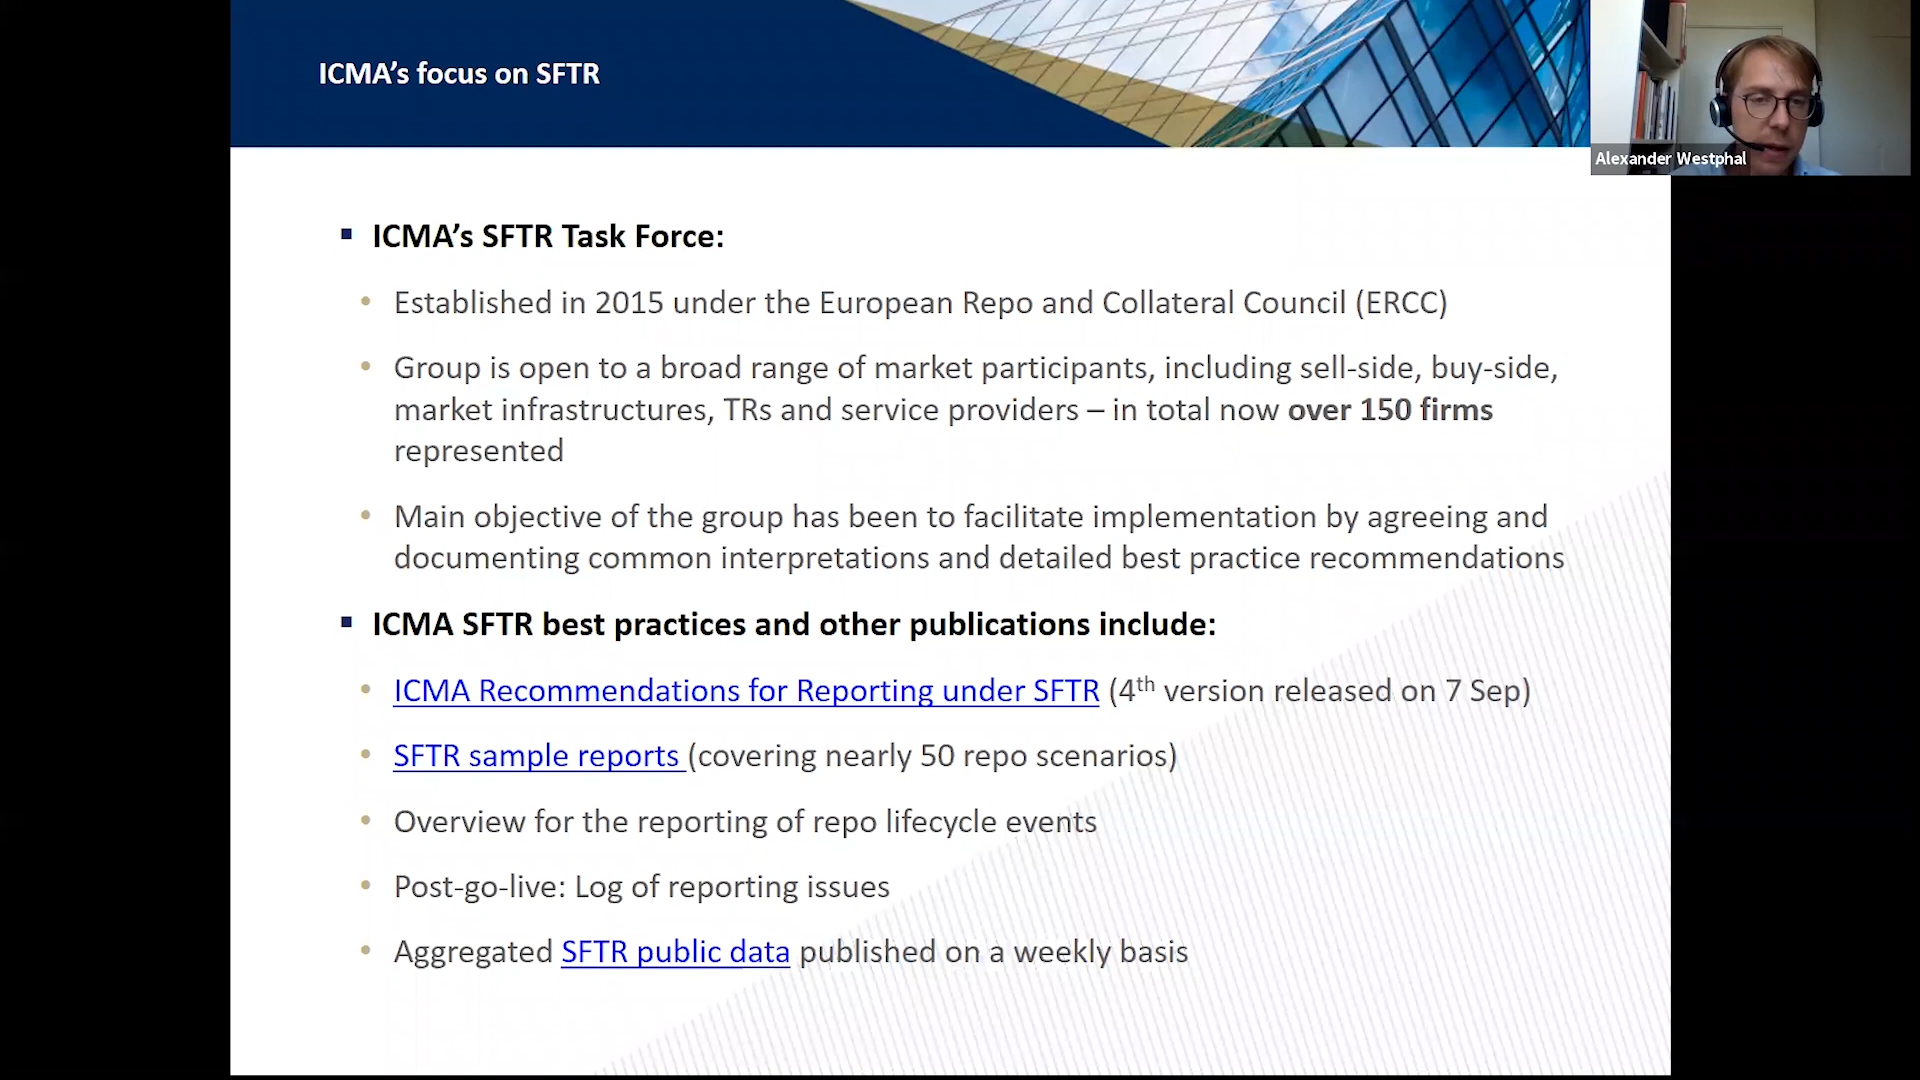 ICMA's focus on SFTR
Alexander Westphal
▪ ICMA's SFTR Task Force:
• Established in 2015 under the European Repo and Collateral Council (ERCC)
• Group is open to a broad range of market participants, including sell-side, buy-side,
market infrastructures, TRs and service providers – in total now over 150 firms
represented
• Main objective of the group has been to facilitate implementation by agreeing and
documenting common interpretations and detailed best practice recommendations
▪ ICMA SFTR best practices and other publications include:
• ICMA Recommendations for Reporting under SFTR (4th version released on 7 Sep)
• SFTR sample reports (covering nearly 50 repo scenarios)
• Overview for the reporting of repo lifecycle events
• Post-go-live: Log of reporting issues
• Aggregated SFTR public data published on a weekly basis